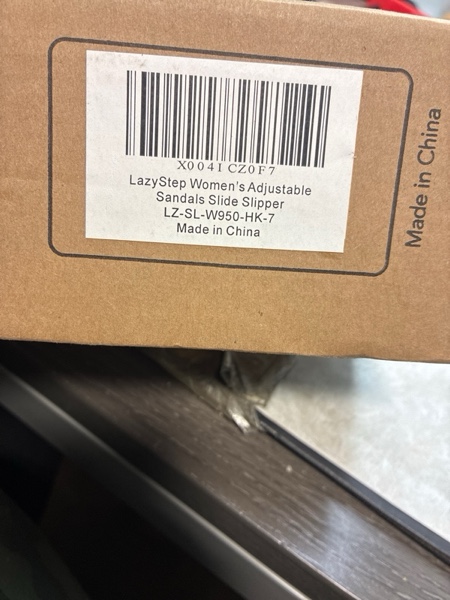 X004ICZ0F7
LazyStep Women's Adjustable
Sandals Slide Slipper
LZ-SL-W950-HK-7
Made in China
Made in China